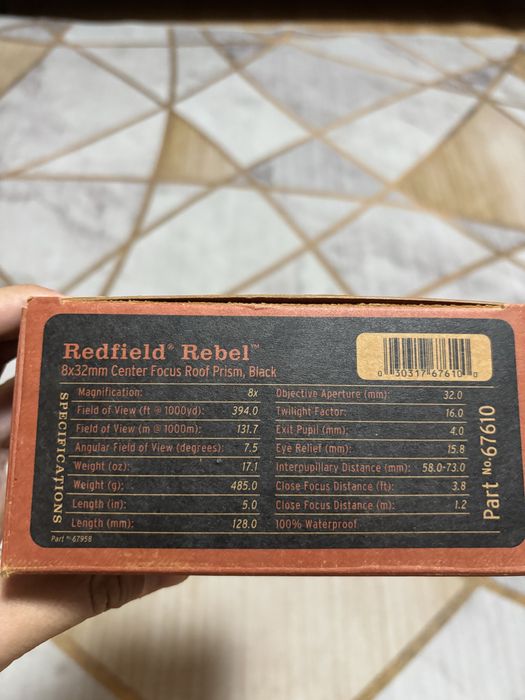 Redfield® Rebel™
8x32mm Center Focus Roof Prism, Black
0 30317 67610 0
SPECIFICATIONS
Magnification: 8x
Field of View (ft @ 1000yd): 394.0
Field of View (m @ 1000m): 131.7
Angular Field of View (degrees): 7.5
Weight (oz): 17.1
Weight (g): 485.0
Length (in): 5.0
Length (mm): 128.0
Objective Aperture (mm): 32.0
Twilight Factor: 16.0
Exit Pupil (mm): 4.0
Eye Relief (mm): 15.8
Interpupillary Distance (mm): 58.0-73.0
Close Focus Distance (ft): 3.8
Close Focus Distance (m): 1.2
100% Waterproof
Part No. 67610
Part № 67958